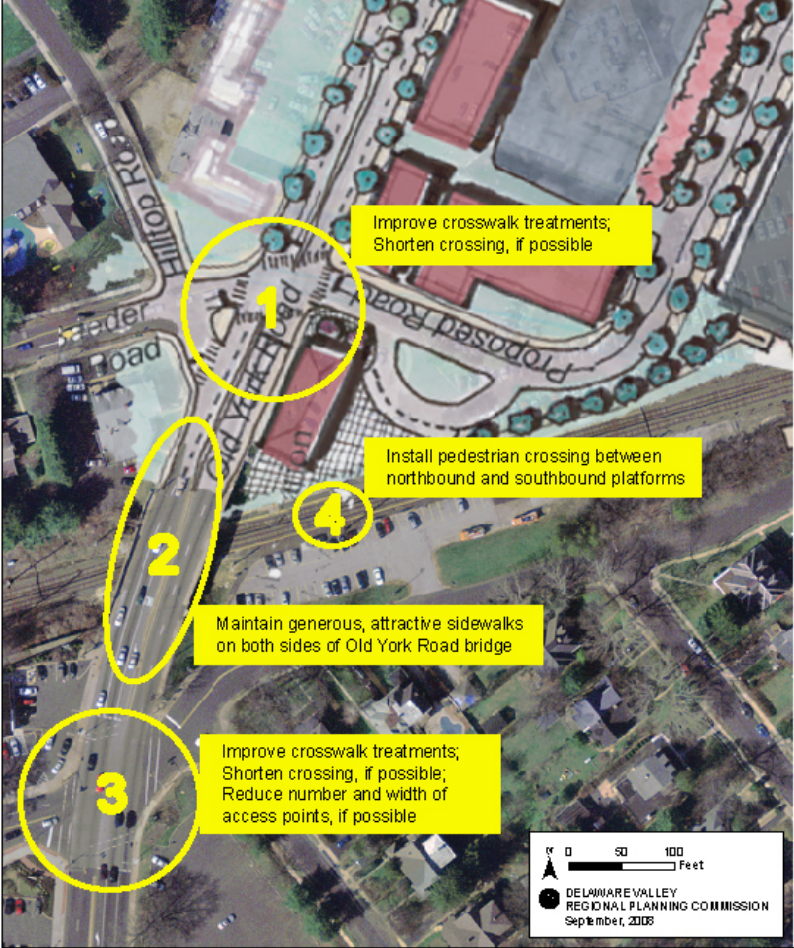 Hilltop Road
Improve crosswalk treatments;
Shorten crossing, if possible
1
Reeder
Road
Old York Road
Proposed Road
Install pedestrian crossing between
northbound and southbound platforms
4
2
Maintain generous, attractive sidewalks
on both sides of Old York Road bridge
Improve crosswalk treatments;
Shorten crossing, if possible;
Reduce number and width of
access points, if possible
3
0 50 100
Feet
DELAWARE VALLEY
REGIONAL PLANNING COMMISSION
September, 2008